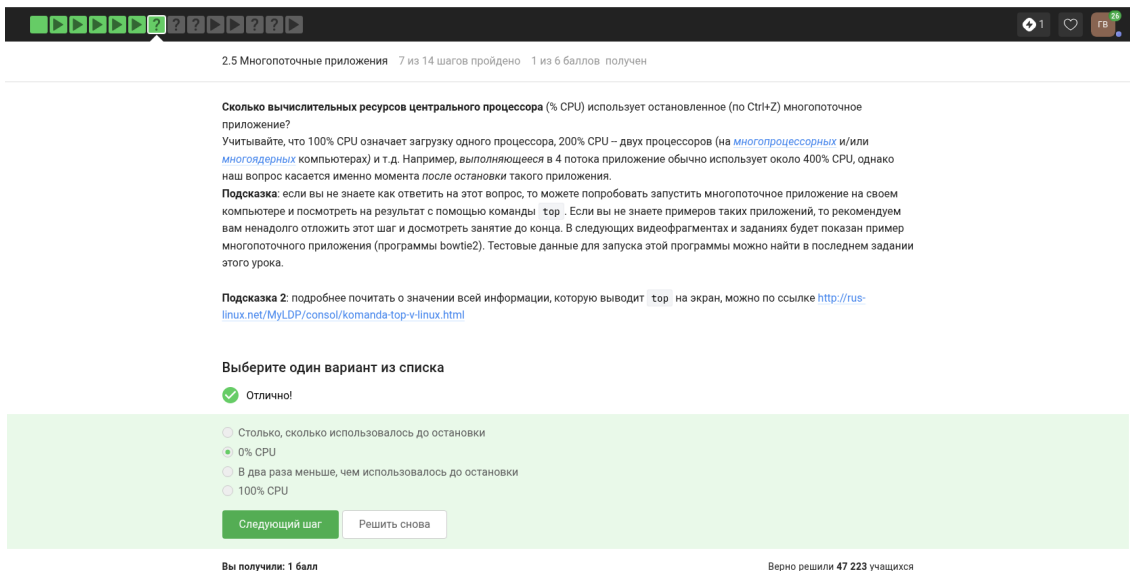 ? ? ? ? ?
1
ГВ
26
2.5 Многопоточные приложения 7 из 14 шагов пройдено 1 из 6 баллов получен
Сколько вычислительных ресурсов центрального процессора (% CPU) использует остановленное (по Ctrl+Z) многопоточное
приложение?
Учитывайте, что 100% CPU означает загрузку одного процессора, 200% CPU – двух процессоров (на многопроцессорных и/или
многоядерных компьютерах) и т.д. Например, выполняющееся в 4 потока приложение обычно использует около 400% CPU, однако
наш вопрос касается именно момента после остановки такого приложения.
Подсказка: если вы не знаете как ответить на этот вопрос, то можете попробовать запустить многопоточное приложение на своем
компьютере и посмотреть на результат с помощью команды top . Если вы не знаете примеров таких приложений, то рекомендуем
вам ненадолго отложить этот шаг и досмотреть занятие до конца. В следующих видеофрагментах и заданиях будет показан пример
многопоточного приложения (программы bowtie2). Тестовые данные для запуска этой программы можно найти в последнем задании
этого урока.
Подсказка 2: подробнее почитать о значении всей информации, которую выводит top на экран, можно по ссылке http://rus-
linux.net/MyLDP/consol/komanda-top-v-linux.html
Выберите один вариант из списка
Отлично!
Столько, сколько использовалось до остановки
0% CPU
В два раза меньше, чем использовалось до остановки
100% CPU
Следующий шаг Решить снова
Вы получили: 1 балл Верно решили 47 223 учащихся